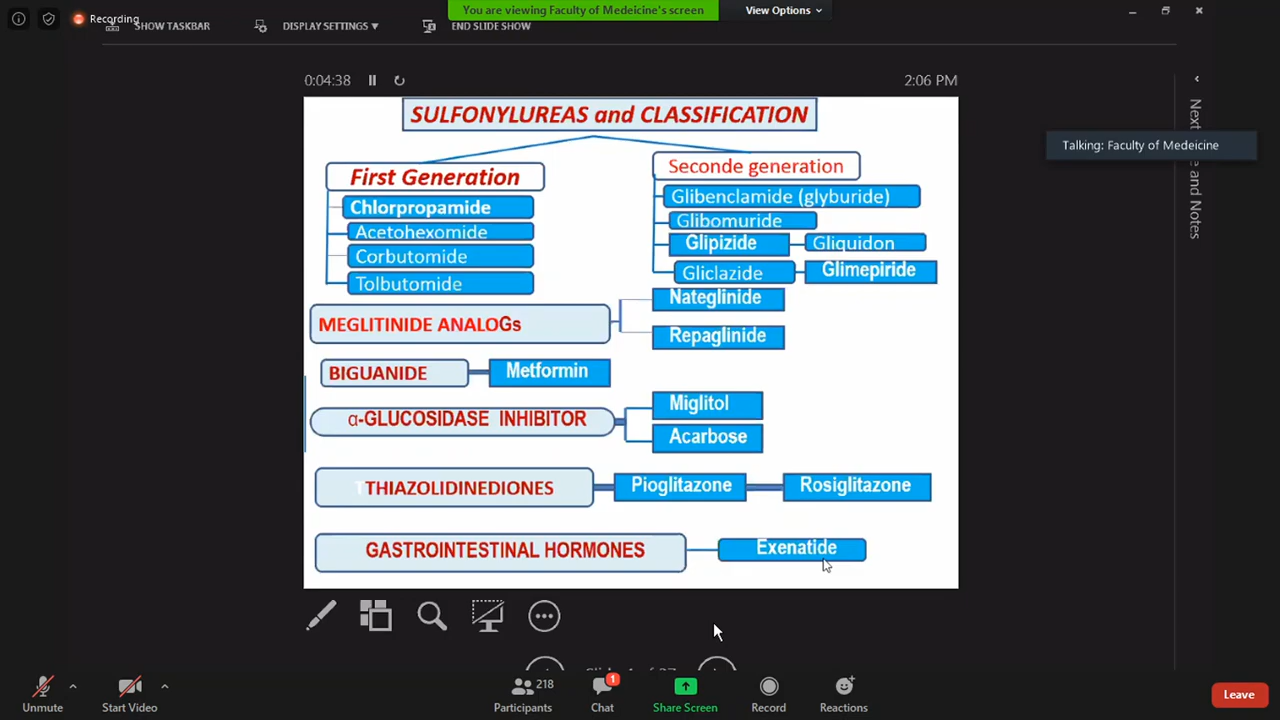 Recording
You are viewing Faculty of Medeicine's screen
View Options
SHOW TASKBAR
DISPLAY SETTINGS
END SLIDE SHOW
0:04:38
2:06 PM
Talking: Faculty of Medeicine
SULFONYLUREAS and CLASSIFICATION
First Generation
Chlorpropamide
Acetohexomide
Corbutomide
Tolbutomide
Seconde generation
Glibenclamide (glyburide)
Glibomuride
Glipizide
Gliquidon
Gliclazide
Glimepiride
MEGLITINIDE ANALOGs
Nateglinide
Repaglinide
BIGUANIDE
Metformin
α-GLUCOSIDASE INHIBITOR
Miglitol
Acarbose
TTHIAZOLIDINEDIONES
Pioglitazone
Rosiglitazone
GASTROINTESTINAL HORMONES
Exenatide
Unmute
Start Video
218
Participants
1
Chat
Share Screen
Record
Reactions
Leave